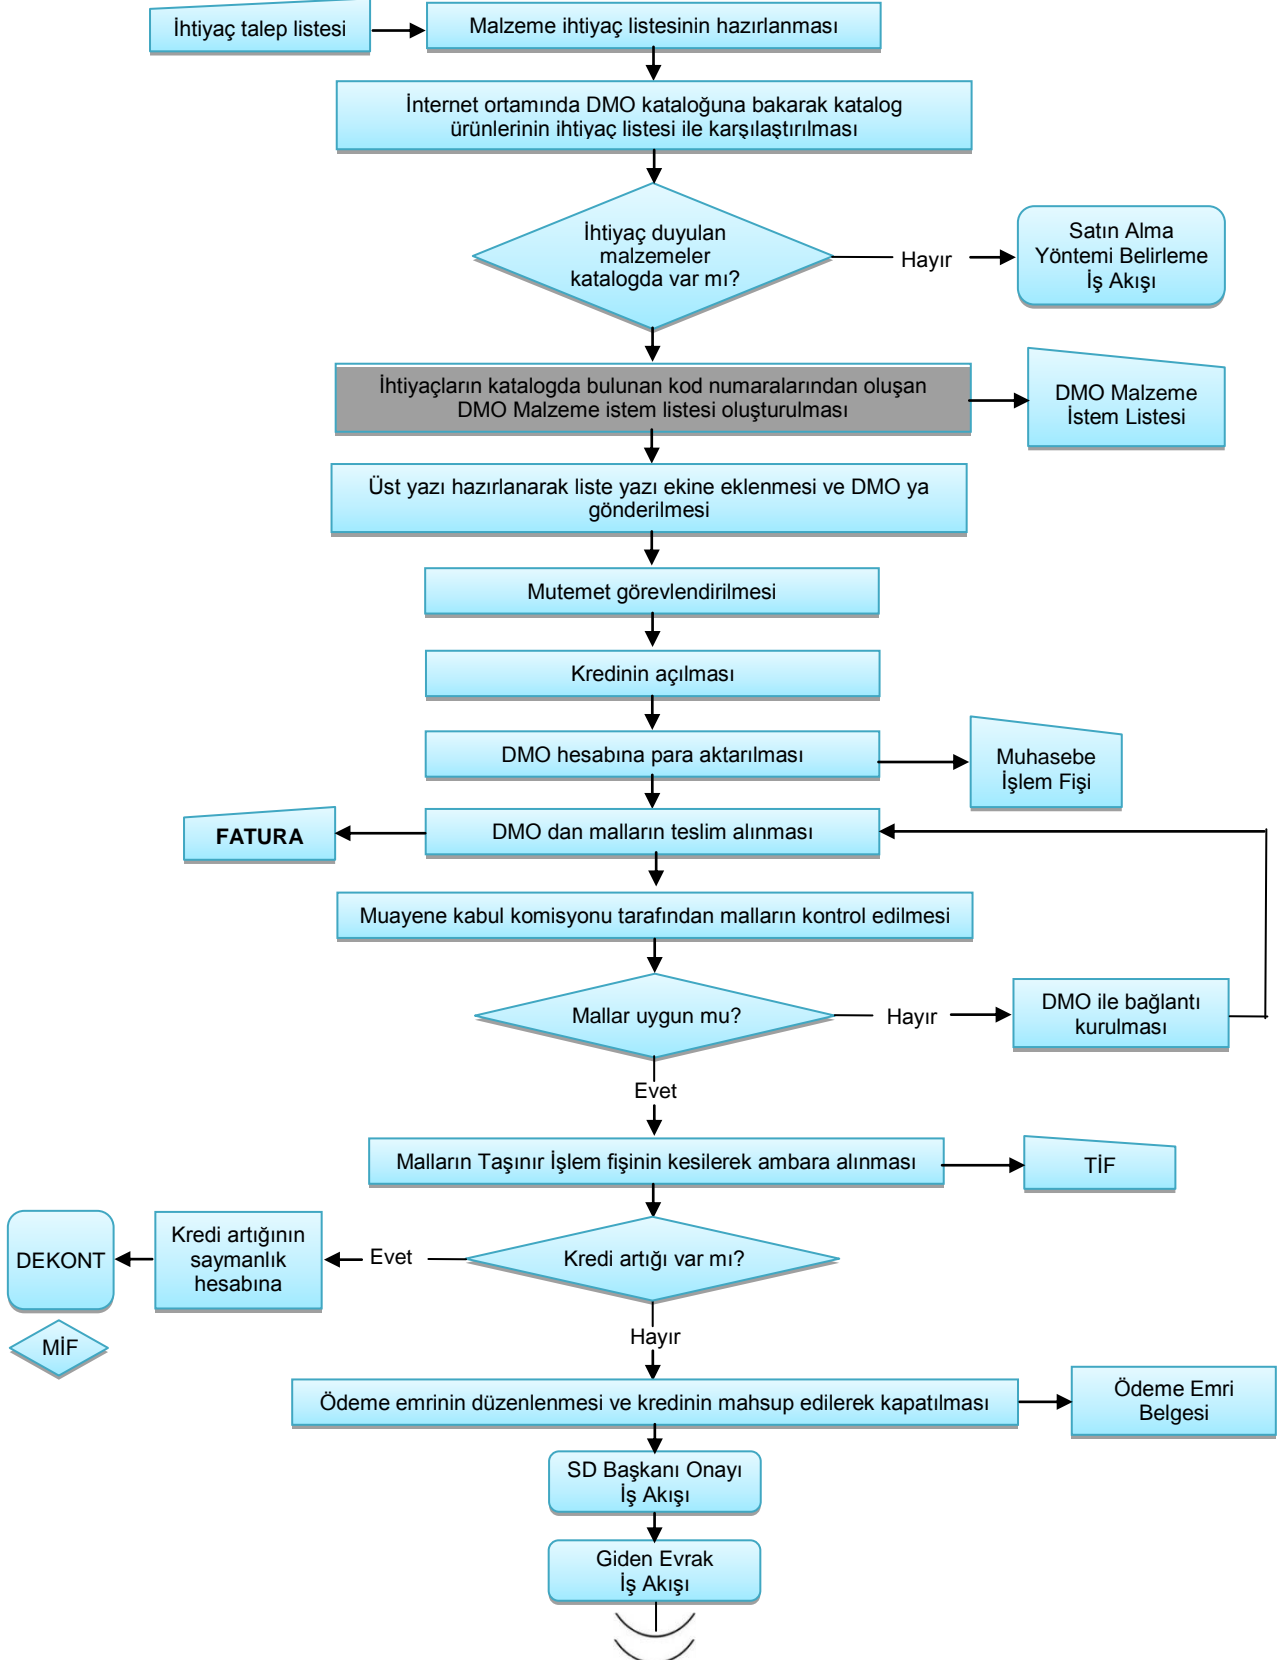 İhtiyaç talep listesi
Malzeme ihtiyaç listesinin hazırlanması
İnternet ortamında DMO kataloğuna bakarak katalog
ürünlerinin ihtiyaç listesi ile karşılaştırılması
İhtiyaç duyulan
malzemeler
katalogda var mı?
Hayır
Satın Alma
Yöntemi Belirleme
İş Akışı
İhtiyaçların katalogda bulunan kod numaralarından oluşan
DMO Malzeme istem listesi oluşturulması
DMO Malzeme
İstem Listesi
Üst yazı hazırlanarak liste yazı ekine eklenmesi ve DMO ya
gönderilmesi
Mutemet görevlendirilmesi
Kredinin açılması
DMO hesabına para aktarılması
Muhasebe
İşlem Fişi
FATURA
DMO dan malların teslim alınması
Muayene kabul komisyonu tarafından malların kontrol edilmesi
Mallar uygun mu?
Hayır
DMO ile bağlantı
kurulması
Evet
Malların Taşınır İşlem fişinin kesilerek ambara alınması
TİF
DEKONT
Kredi artığının
saymanlık
hesabına
Evet
Kredi artığı var mı?
MİF
Hayır
Ödeme emrinin düzenlenmesi ve kredinin mahsup edilerek kapatılması
Ödeme Emri
Belgesi
SD Başkanı Onayı
İş Akışı
Giden Evrak
İş Akışı